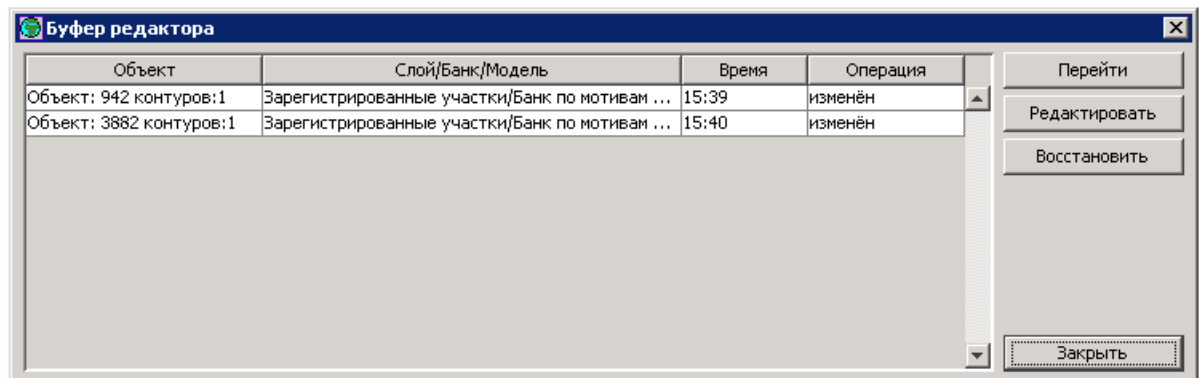 Буфер редактора
Объект Слой/Банк/Модель Время Операция
Объект: 942 контуров:1 Зарегистрированные участки/Банк по мотивам ... 15:39 изменён
Объект: 3882 контуров:1 Зарегистрированные участки/Банк по мотивам ... 15:40 изменён
Перейти
Редактировать
Восстановить
Закрыть